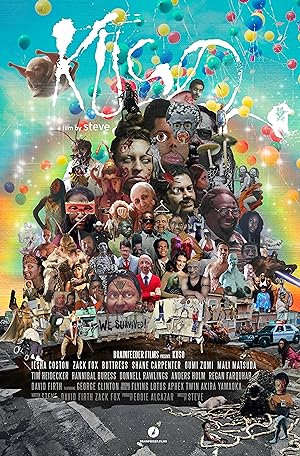 KUSO
a film by steve
WE SURVIVED!
BRAINFEEDER FILMS PRESENTS KUSO
IESHA COSTON ZACK FOX BUTTRESS SHANE CARPENTER OUMI ZUMI MALI MATSUDA
TIM HEIDECKER HANNIBAL BURESS DONNELL RAWLINGS ANDERS HOLM REGAN FARQUHAR
DAVID FIRTH GEORGE CLINTON FLYING LOTUS APHEX TWIN AKIRA YAMAOKA
STEVE DAVID FIRTH ZACK FOX EDDIE ALCAZAR STEVE
BRAINFEEDER.FILMS